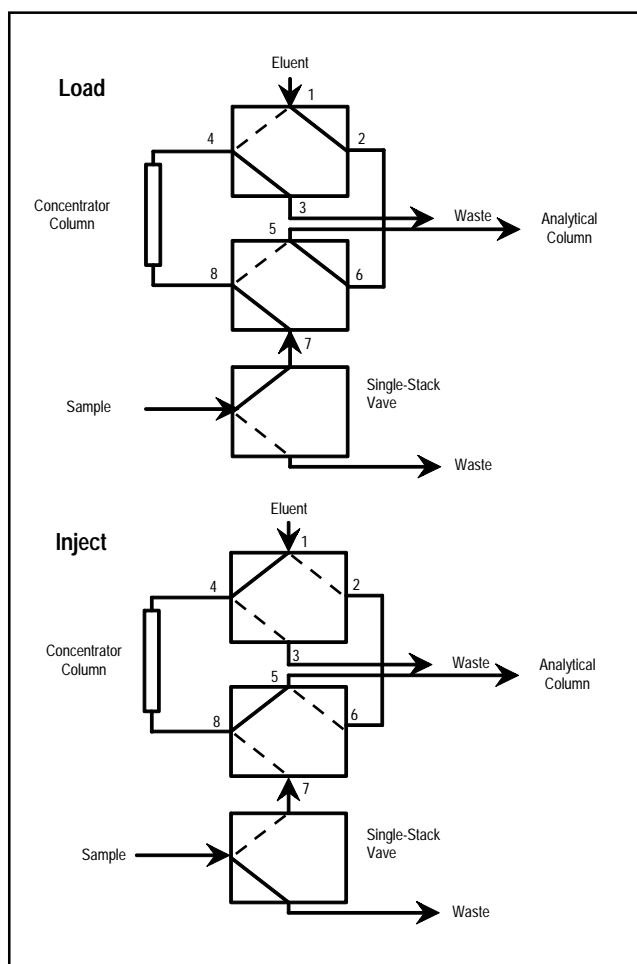 Load
Eluent
1
4
2
Concentrator
Column
3
Waste
Analytical
Column
5
8
6
7
Single-Stack
Vave
Sample
Waste
Inject
Eluent
1
4
2
Concentrator
Column
3
Waste
Analytical
Column
5
8
6
7
Single-Stack
Vave
Sample
Waste